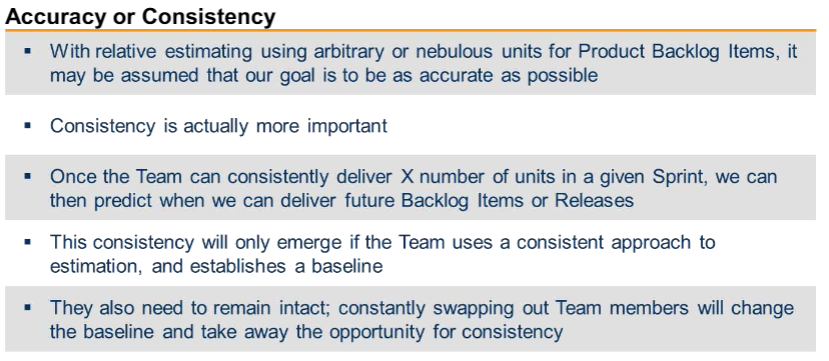 Accuracy or Consistency
▪ With relative estimating using arbitrary or nebulous units for Product Backlog Items, it
may be assumed that our goal is to be as accurate as possible
▪ Consistency is actually more important
▪ Once the Team can consistently deliver X number of units in a given Sprint, we can
then predict when we can deliver future Backlog Items or Releases
▪ This consistency will only emerge if the Team uses a consistent approach to
estimation, and establishes a baseline
▪ They also need to remain intact; constantly swapping out Team members will change
the baseline and take away the opportunity for consistency